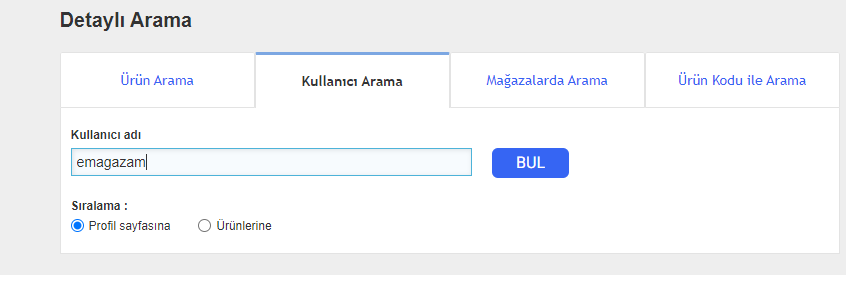 Detaylı Arama
Ürün Arama
Kullanıcı Arama
Mağazalarda Arama
Ürün Kodu ile Arama
Kullanıcı adı
emagazam
BUL
Sıralama :
Profil sayfasına
Ürünlerine